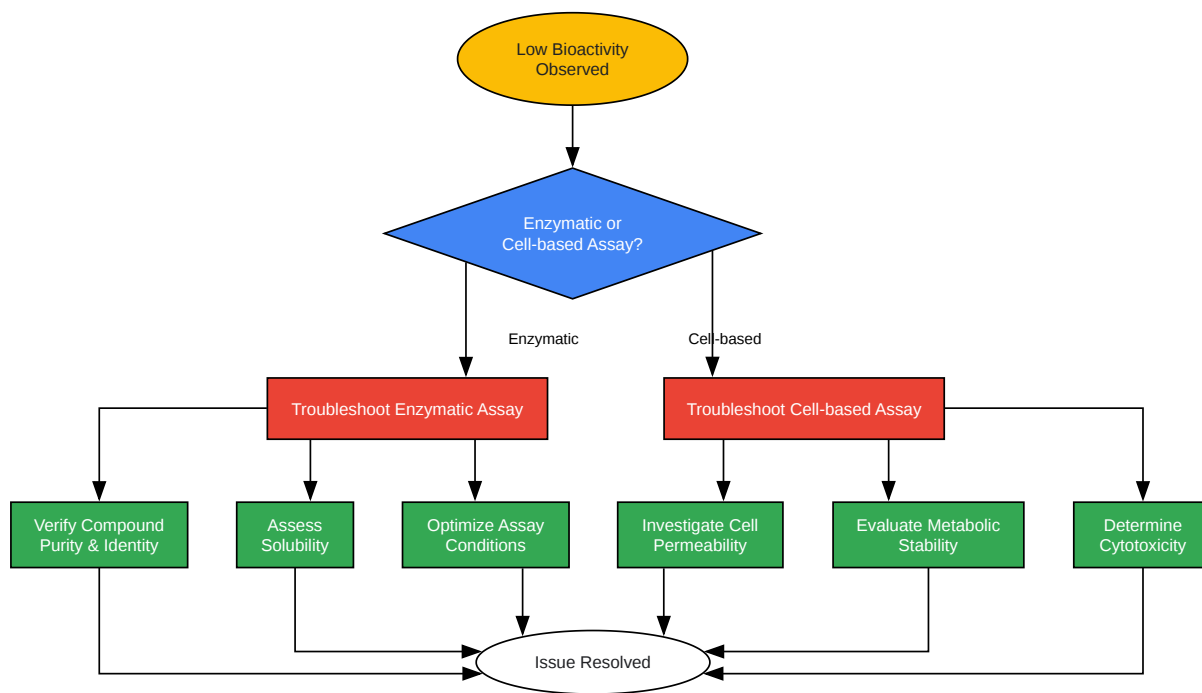 Low Bioactivity
Observed
Enzymatic or
Cell-based Assay?
Enzymatic
Cell-based
Troubleshoot Enzymatic Assay
Troubleshoot Cell-based Assay
Verify Compound
Purity & Identity
Assess
Solubility
Optimize Assay
Conditions
Investigate Cell
Permeability
Evaluate Metabolic
Stability
Determine
Cytotoxicity
Issue Resolved